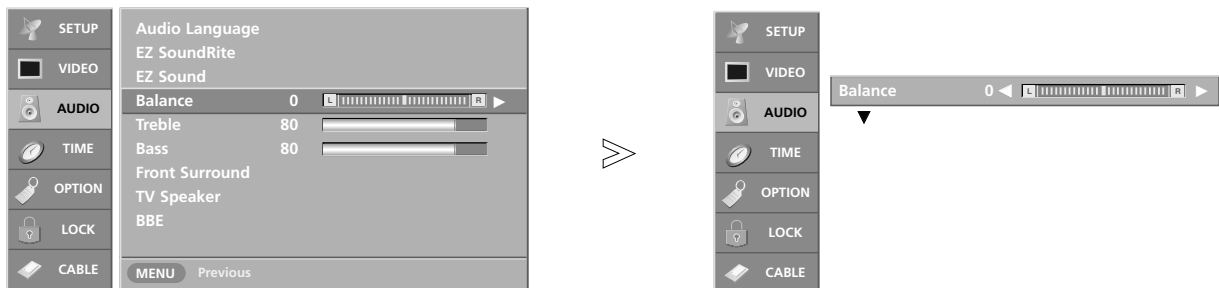 SETUP
VIDEO
AUDIO
TIME
OPTION
LOCK
CABLE
Audio Language
EZ SoundRite
EZ Sound
Balance 0 L R ▶
Treble 80
Bass 80
Front Surround
TV Speaker
BBE
MENU Previous
SETUP
VIDEO
AUDIO
TIME
OPTION
LOCK
CABLE
Balance 0 ◀ L R ▶
▼